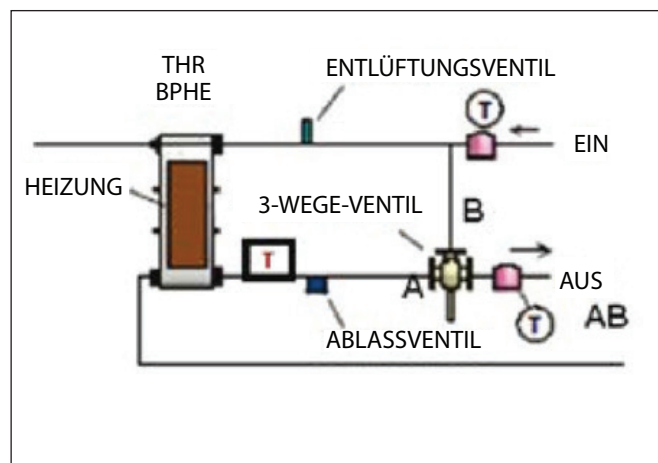 THR
BPHE
ENTLÜFTUNGSVENTIL
T
EIN
HEIZUNG
3-WEGE-VENTIL
B
T
A
AUS
AB
T
ABLASSVENTIL